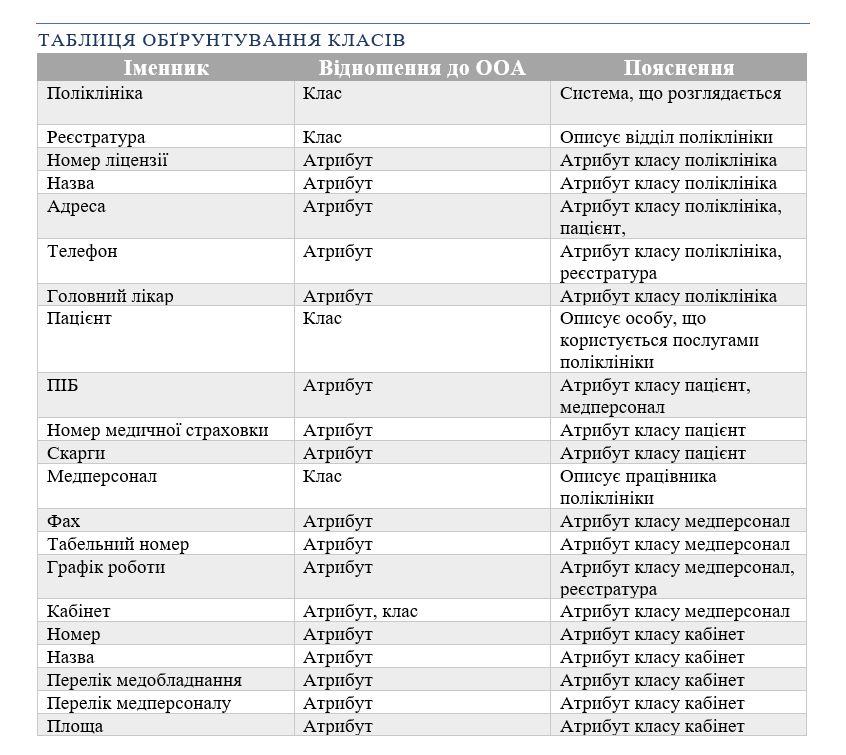 ТАБЛИЦЯ ОБҐРУНТУВАННЯ КЛАСІВ
Іменник Відношення до ООА Пояснення
Поліклініка Клас Система, що розглядається
Реєстратура Клас Описує відділ поліклініки
Номер ліцензії Атрибут Атрибут класу поліклініка
Назва Атрибут Атрибут класу поліклініка
Адреса Атрибут Атрибут класу поліклініка,
пацієнт,
Телефон Атрибут Атрибут класу поліклініка,
реєстратура
Головний лікар Атрибут Атрибут класу поліклініка
Пацієнт Клас Описує особу, що
користується послугами
поліклініки
ПІБ Атрибут Атрибут класу пацієнт,
медперсонал
Номер медичної страховки Атрибут Атрибут класу пацієнт
Скарги Атрибут Атрибут класу пацієнт
Медперсонал Клас Описує працівника
поліклініки
Фах Атрибут Атрибут класу медперсонал
Табельний номер Атрибут Атрибут класу медперсонал
Графік роботи Атрибут Атрибут класу медперсонал,
реєстратура
Кабінет Атрибут, клас Атрибут класу медперсонал
Номер Атрибут Атрибут класу кабінет
Назва Атрибут Атрибут класу кабінет
Перелік медобладнання Атрибут Атрибут класу кабінет
Перелік медперсоналу Атрибут Атрибут класу кабінет
Площа Атрибут Атрибут класу кабінет